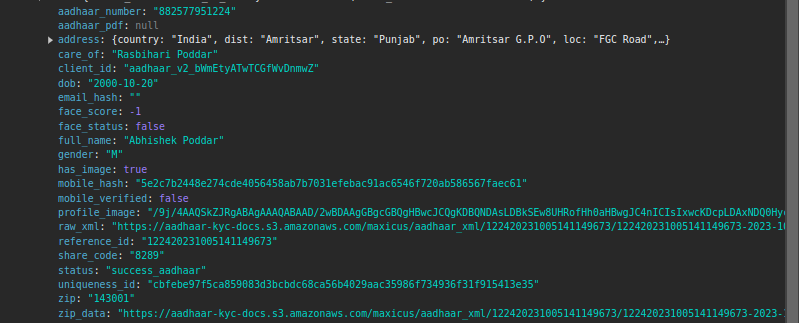 aadhaar_number: "882577951224"
aadhaar_pdf: null
address: {country: "India", dist: "Amritsar", state: "Punjab", po: "Amritsar G.P.O", loc: "FGC Road",…}
care_of: "Rasbihari Poddar"
client_id: "aadhaar_v2_bWmEtyATwTCGfWvDnmwZ"
dob: "2000-10-20"
email_hash: ""
face_score: -1
face_status: false
full_name: "Abhishek Poddar"
gender: "M"
has_image: true
mobile_hash: "5e2c7b2448e274cde4056458ab7b7031efebac91ac6546f720ab586567faec61"
mobile_verified: false
profile_image: "/9j/4AAQSkZJRgABAgAAAQABAAD/2wBDAAgGBgcGBQgHBwcJCQgKDBQNDAsLDBkSEw8UHRofHh0aHBwgJC4nICIsIxwcKDcpLDAxNDQ0Hyc
raw_xml: "https://aadhaar-kyc-docs.s3.amazonaws.com/maxicus/aadhaar_xml/122420231005141149673/122420231005141149673-2023-10
reference_id: "122420231005141149673"
share_code: "8289"
status: "success_aadhaar"
uniqueness_id: "cbfebe97f5ca859083d3bcbdc68ca56b4029aac35986f734936f31f915413e35"
zip: "143001"
zip_data: "https://aadhaar-kyc-docs.s3.amazonaws.com/maxicus/aadhaar_xml/122420231005141149673/122420231005141149673-2023-